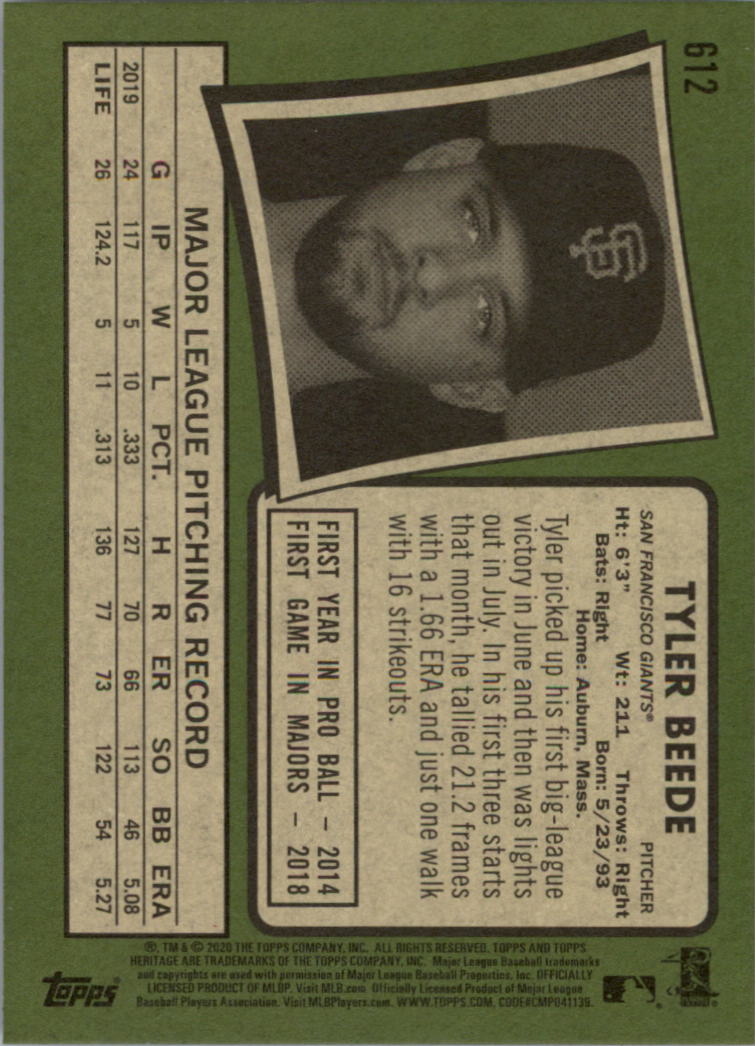 612
SF
TYLER BEEDE
SAN FRANCISCO GIANTS® PITCHER
Ht: 6'3" Wt: 211 Throws: Right
Bats: Right Born: 5/23/93
Home: Auburn, Mass.
Tyler picked up his first big-league
victory in June and then was lights
out in July. In his first three starts
that month, he tallied 21.2 frames
with a 1.66 ERA and just one walk
with 16 strikeouts.
FIRST YEAR IN PRO BALL – 2014
FIRST GAME IN MAJORS – 2018
MAJOR LEAGUE PITCHING RECORD
G IP W L PCT. H R ER SO BB ERA
2019 24 117 5 10 .333 127 70 66 113 46 5.08
LIFE 26 124.2 5 11 .313 136 77 73 122 54 5.27
®, TM & © 2020 THE TOPPS COMPANY, INC. ALL RIGHTS RESERVED. TOPPS AND TOPPS
HERITAGE ARE TRADEMARKS OF THE TOPPS COMPANY, INC. Major League Baseball trademarks
and copyrights are used with permission of Major League Baseball Properties, Inc. OFFICIALLY
LICENSED PRODUCT OF MLBP. Visit MLB.com Officially Licensed Product of Major League
Baseball Players Association. Visit MLBPlayers.com. WWW.TOPPS.COM. CODE#CMP041139.
Topps®